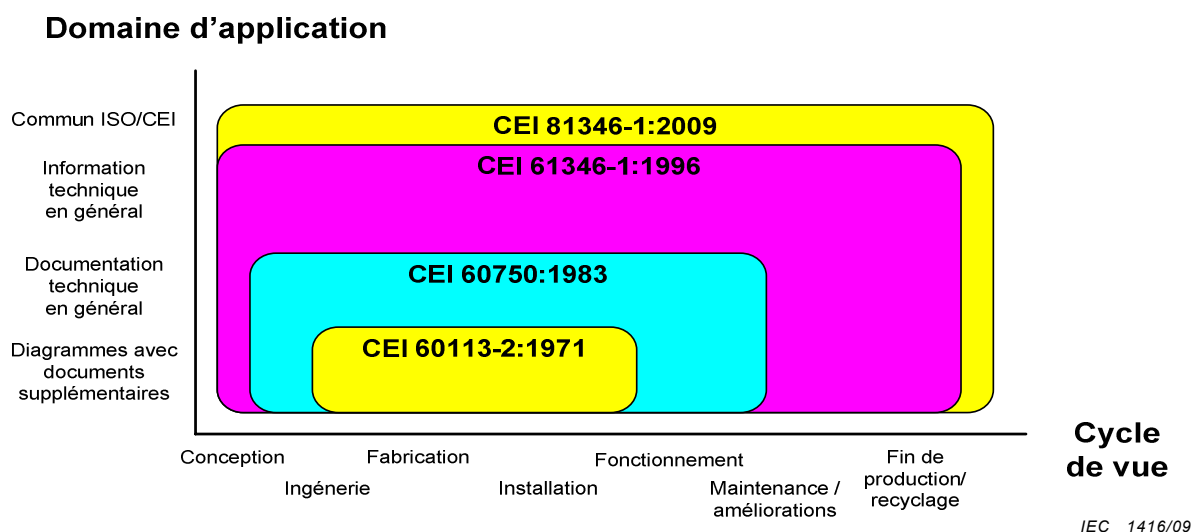 Domaine d’application
Commun ISO/CEI
CEI 81346-1:2009
Information
technique
en général
CEI 61346-1:1996
Documentation
technique
en général
CEI 60750:1983
Diagrammes avec
documents
supplémentaires
CEI 60113-2:1971
Conception
Ingénerie
Fabrication
Installation
Fonctionnement
Maintenance /
améliorations
Fin de
production/
recyclage
Cycle
de vue
IEC 1416/09